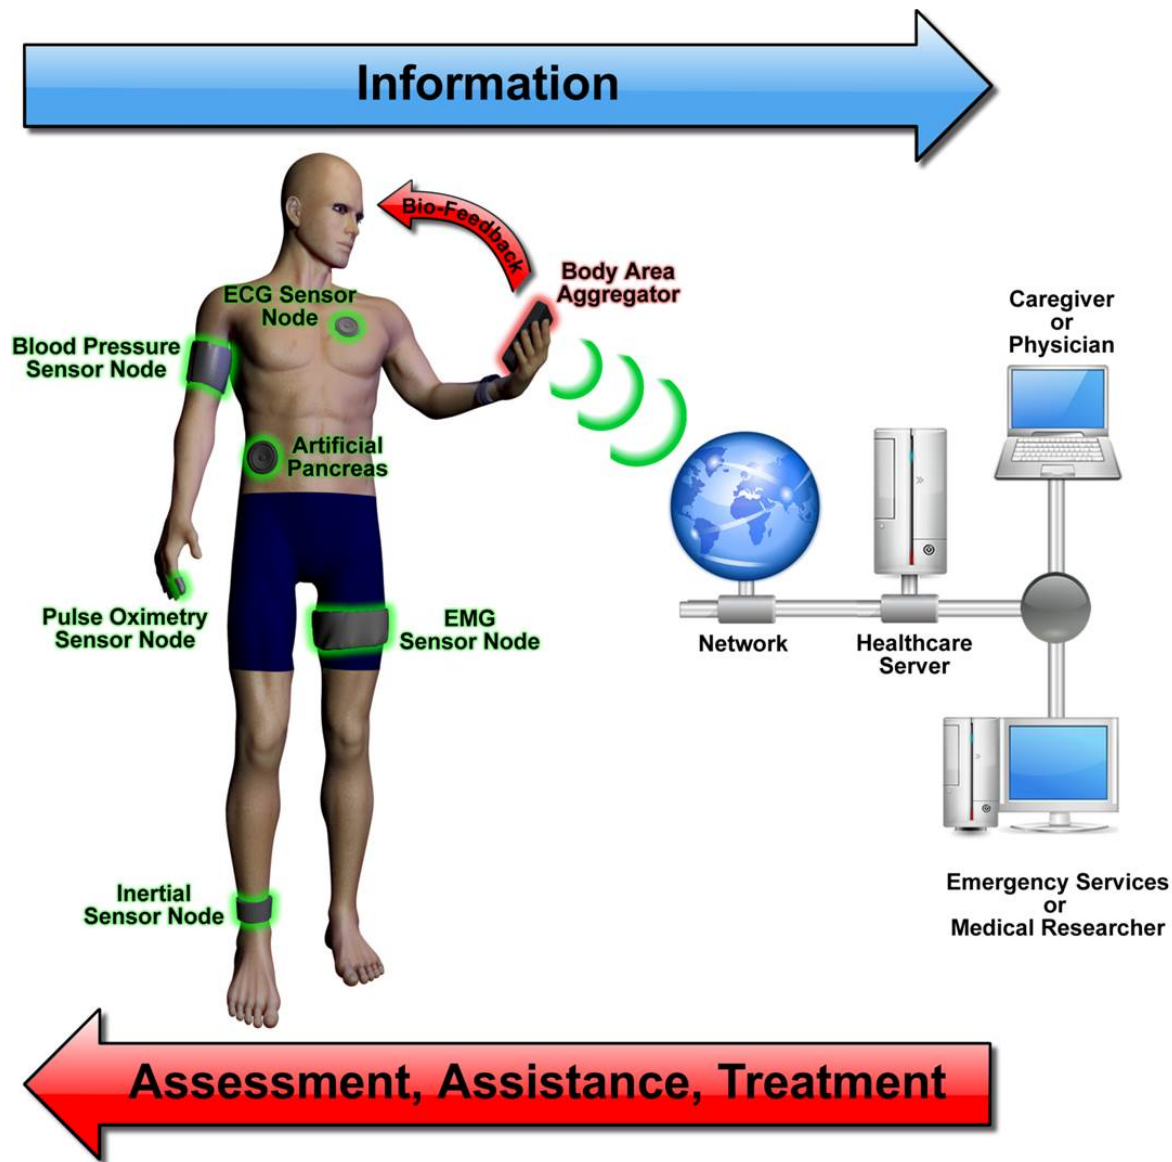 Information
Bio-Feedback
Body Area
Aggregator
ECG Sensor
Node
Blood Pressure
Sensor Node
Artificial
Pancreas
Pulse Oximetry
Sensor Node
EMG
Sensor Node
Inertial
Sensor Node
Caregiver
or
Physician
Network
Healthcare
Server
Emergency Services
or
Medical Researcher
Assessment, Assistance, Treatment